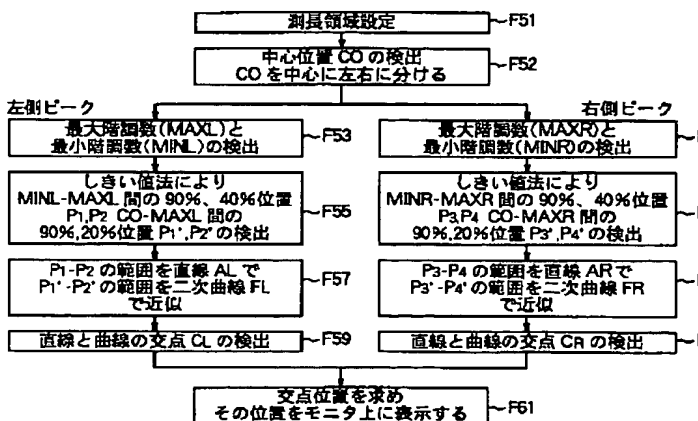 測長領域設定 ~F51
中心位置 CO の検出
CO を中心に左右に分ける ~F52
左側ピーク
最大階調数(MAXL)と
最小階調数(MINL)の検出 ~F53
しきい値法により
MINL-MAXL 間の 90%、40%位置
P1,P2 CO-MAXL 間の
90%,20%位置 P1',P2' の検出 ~F55
P1-P2 の範囲を直線 AL で
P1'-P2' の範囲を二次曲線 FL
で近似 ~F57
直線と曲線の交点 CL の検出 ~F59
右側ピーク
最大階調数(MAXR)と
最小階調数(MINR)の検出
しきい値法により
MINR-MAXR 間の 90%、40%位置
P3,P4 CO-MAXR 間の
90%,20%位置 P3',P4' の検出
P3-P4 の範囲を直線 AR で
P3'-P4' の範囲を二次曲線 FR
で近似
直線と曲線の交点 CR の検出
交点位置を求め
その位置をモニタ上に表示する ~F61